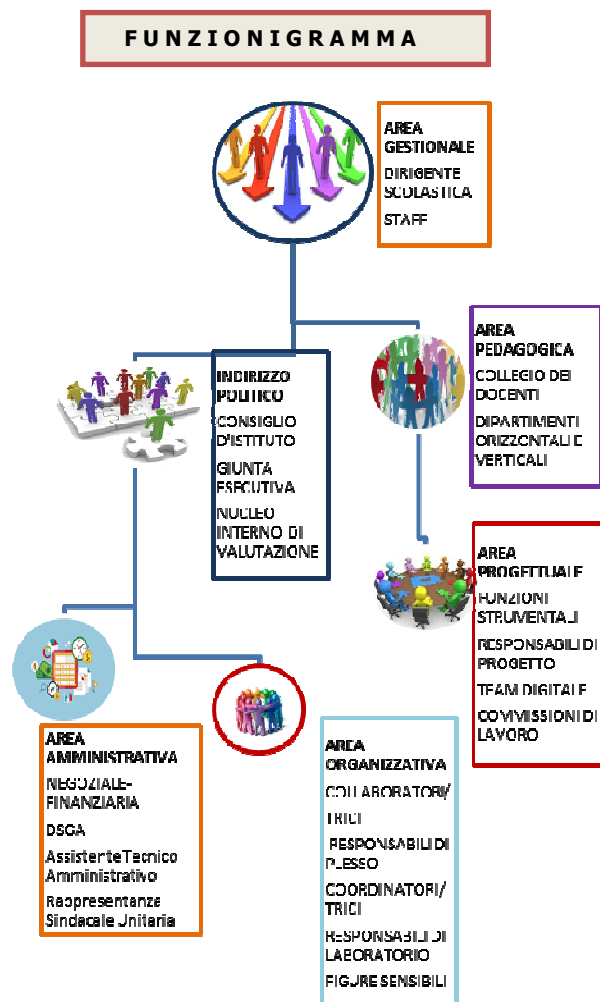 FUNZIONIGRAMMA
AREA
GESTIONALE
DIRIGENTE
SCOLASTICA
STAFF
AREA
PEDAGOGICA
COLLEGIO DEI
DOCENTI
DIPARTIMENTI
ORIZZONTALI E
VERTICALI
INDIRIZZO
POLITICO
CONSIGLIO
D'ISTITUTO
GIUNTA
ESECUTIVA
NUCLEO
INTERNO DI
VALUTAZIONE
AREA
PROGETTUALE
FUNZIONI
STRUMENTALI
RESPONSABILI DI
PROGETTO
TEAM DIGITALE
COMMISSIONI DI
LAVORO
AREA
AMMINISTRATIVA
NEGOZIALE-
FINANZIARIA
DSGA
Assistente Tecnico
Amministrativo
Rappresentanza
Sindacale Unitaria
AREA
ORGANIZZATIVA
COLLABORATORI/
TRICI
RESPONSABILI DI
PLESSO
COORDINATORI/
TRICI
RESPONSABILI DI
LABORATORIO
FIGURE SENSIBILI